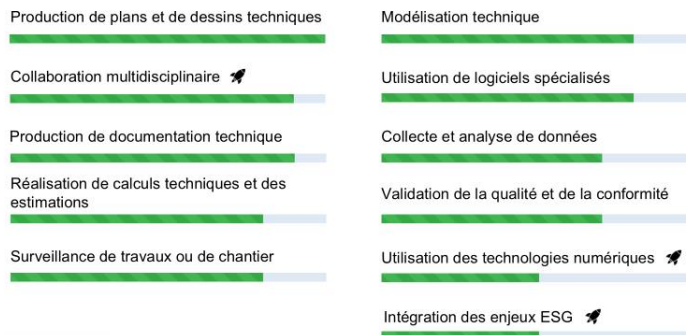 Production de plans et de dessins techniques
Collaboration multidisciplinaire
Production de documentation technique
Réalisation de calculs techniques et des
estimations
Surveillance de travaux ou de chantier
Modélisation technique
Utilisation de logiciels spécialisés
Collecte et analyse de données
Validation de la qualité et de la conformité
Utilisation des technologies numériques
Intégration des enjeux ESG